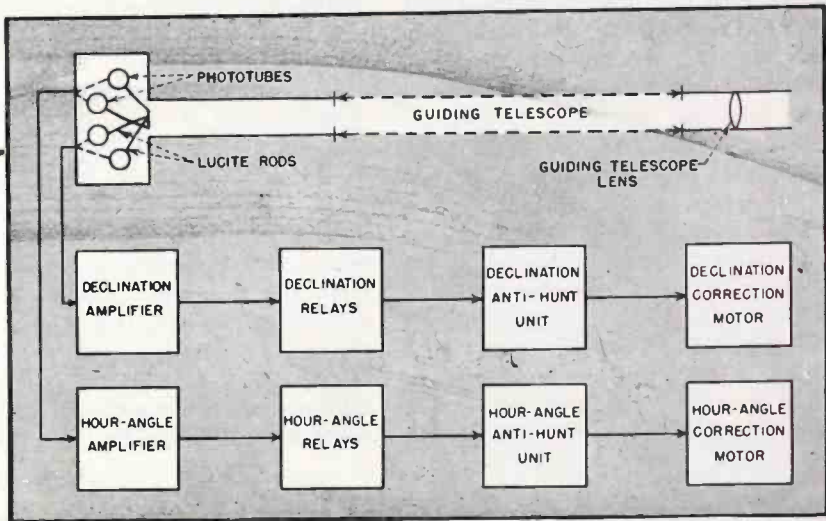 PHOTOTUBES
GUIDING TELESCOPE
LUCITE RODS
GUIDING TELESCOPE
LENS
DECLINATION
AMPLIFIER
DECLINATION
RELAYS
DECLINATION
ANTI-HUNT
UNIT
DECLINATION
CORRECTION
MOTOR
HOUR-ANGLE
AMPLIFIER
HOUR-ANGLE
RELAYS
HOUR-ANGLE
ANTI-HUNT
UNIT
HOUR-ANGLE
CORRECTION
MOTOR